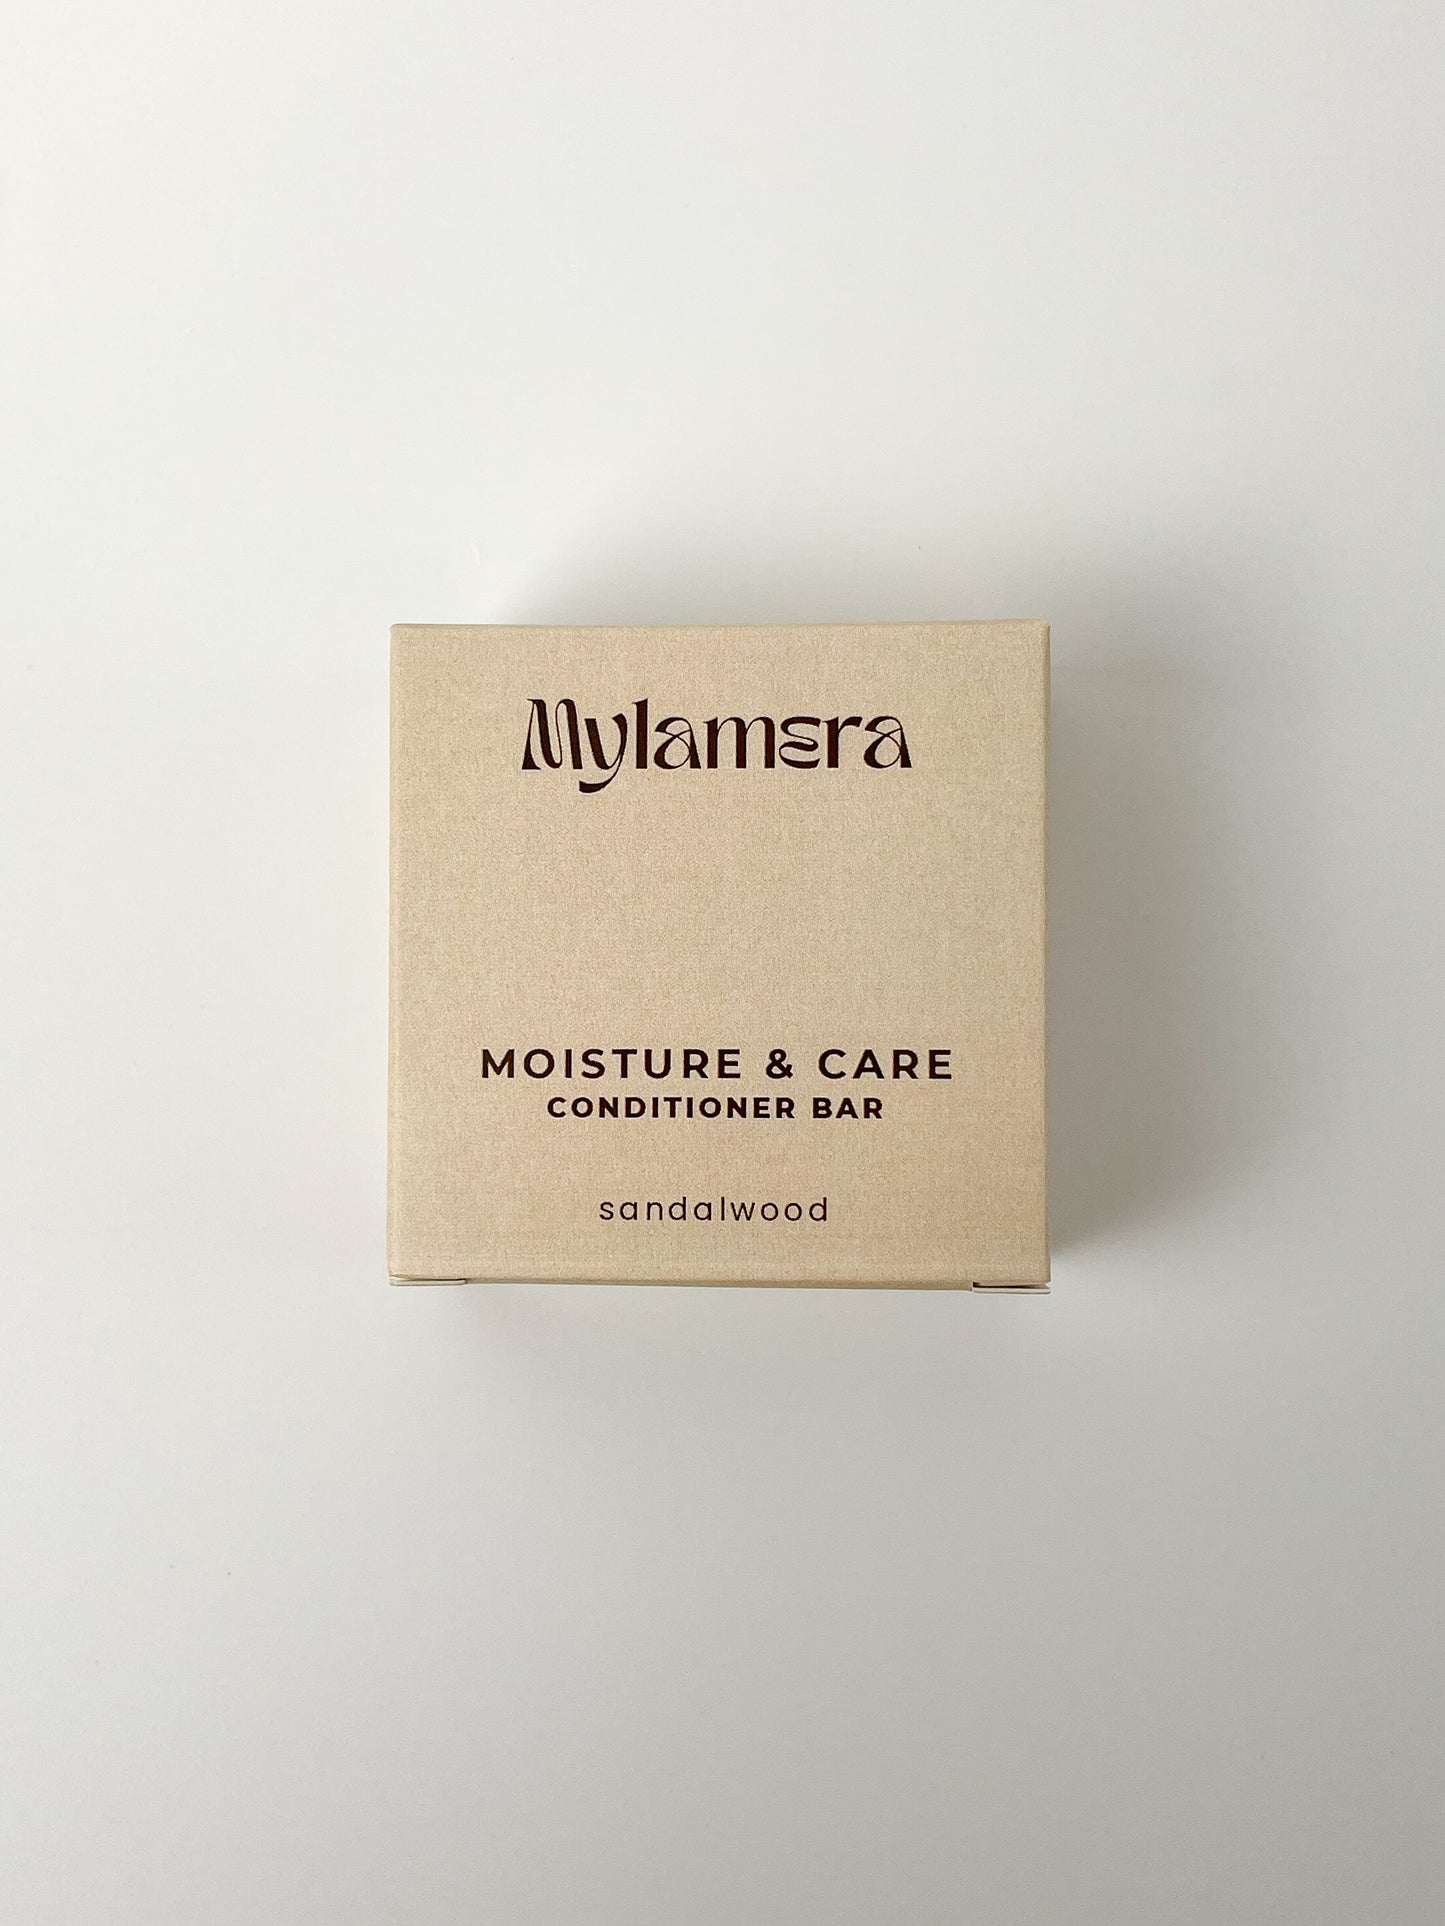 Mylamera
MOISTURE & CARE
CONDITIONER BAR
sandalwood